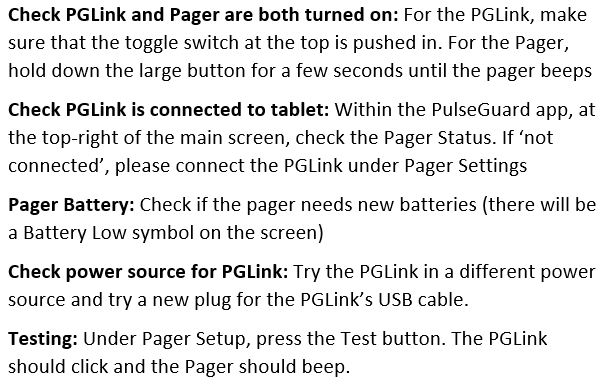 Check PGLink and Pager are both turned on: For the PGLink, make
sure that the toggle switch at the top is pushed in. For the Pager,
hold down the large button for a few seconds until the pager beeps
Check PGLink is connected to tablet: Within the PulseGuard app, at
the top-right of the main screen, check the Pager Status. If ‘not
connected’, please connect the PGLink under Pager Settings
Pager Battery: Check if the pager needs new batteries (there will be
a Battery Low symbol on the screen)
Check power source for PGLink: Try the PGLink in a different power
source and try a new plug for the PGLink’s USB cable.
Testing: Under Pager Setup, press the Test button. The PGLink
should click and the Pager should beep.